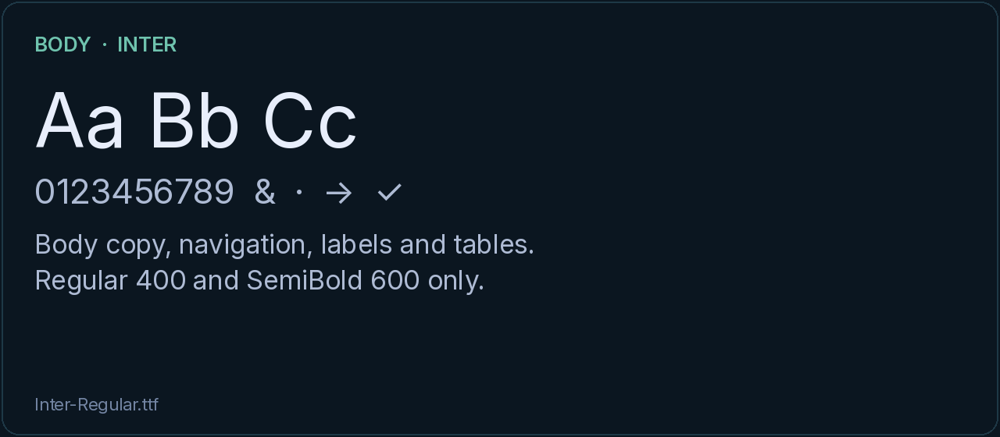 BODY · INTER
Aa Bb Cc
0123456789 & · → ✓
Body copy, navigation, labels and tables.
Regular 400 and SemiBold 600 only.
Inter-Regular.ttf